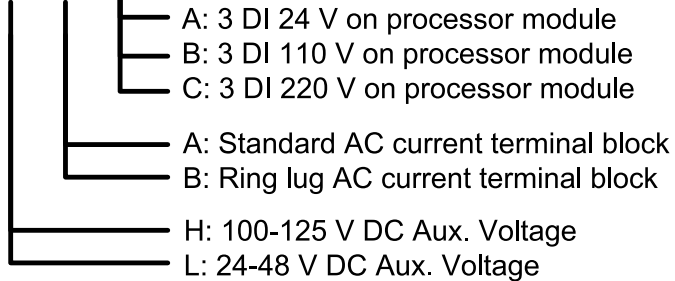 A: 3 DI 24 V on processor module
B: 3 DI 110 V on processor module
C: 3 DI 220 V on processor module
A: Standard AC current terminal block
B: Ring lug AC current terminal block
H: 100-125 V DC Aux. Voltage
L: 24-48 V DC Aux. Voltage